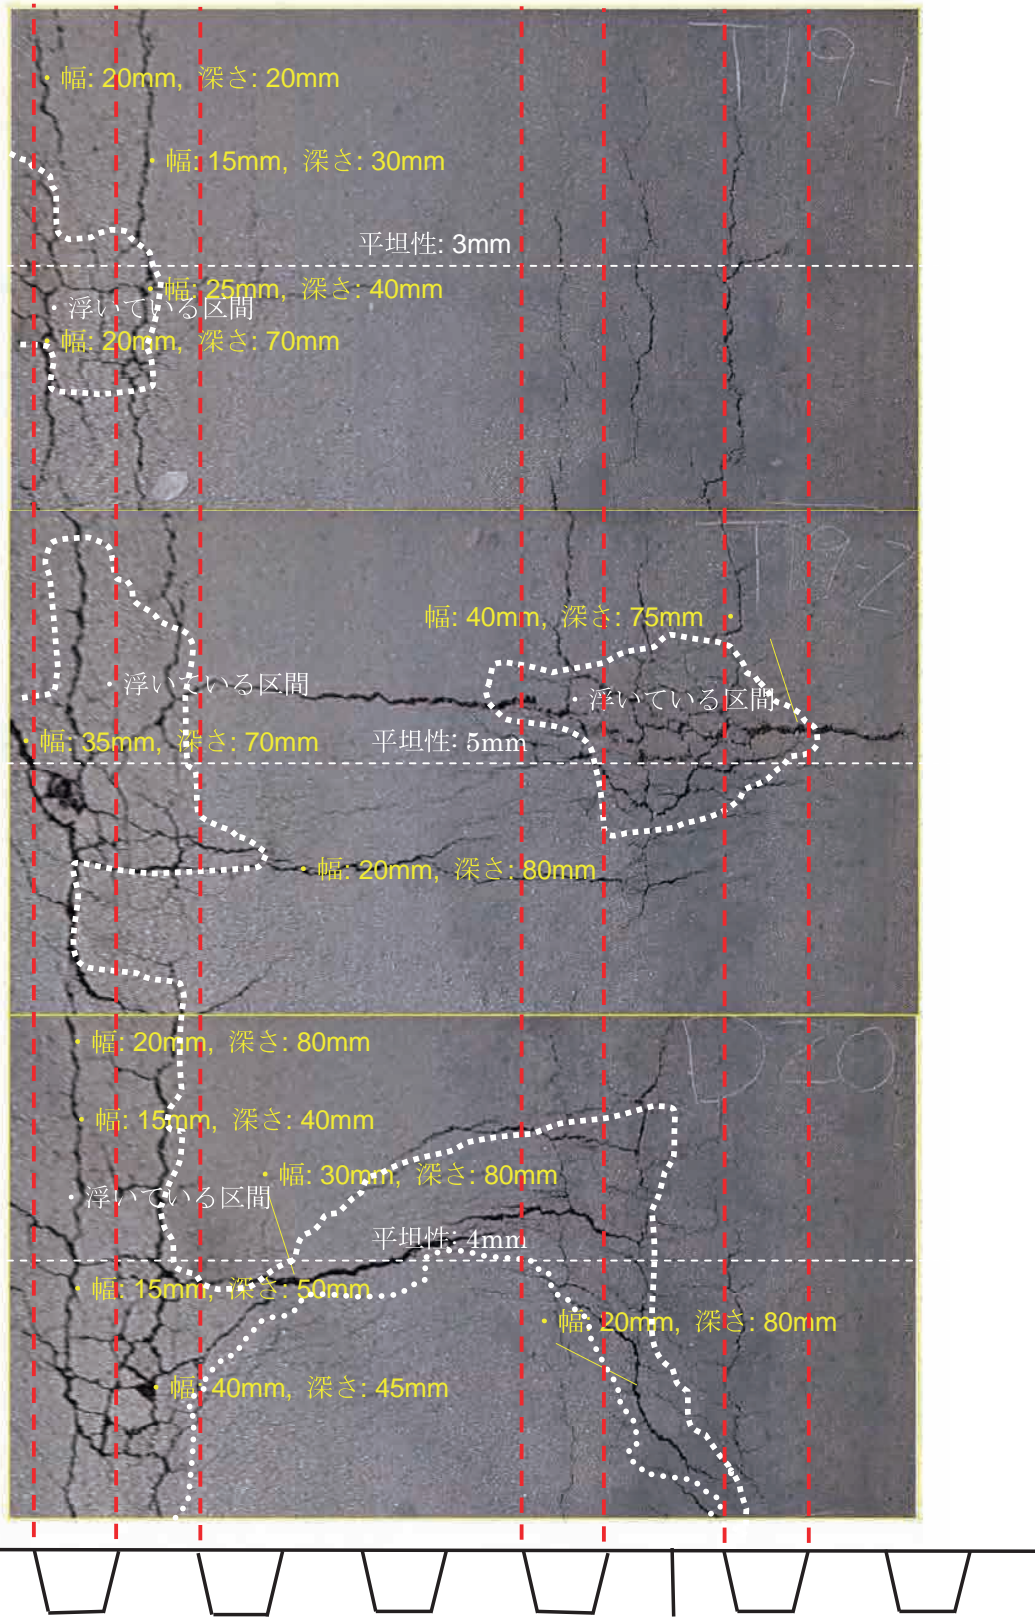 T19-1
・幅: 20mm, 深さ: 20mm
・幅: 15mm, 深さ: 30mm
平坦性: 3mm
・幅: 25mm, 深さ: 40mm
・浮いている区間
・幅: 20mm, 深さ: 70mm
T19-2
幅: 40mm, 深さ: 75mm ・
・浮いている区間
・浮いている区間
・幅: 35mm, 深さ: 70mm
平坦性: 5mm
・幅: 20mm, 深さ: 80mm
D20
・幅: 20mm, 深さ: 80mm
・幅: 15mm, 深さ: 40mm
・幅: 30mm, 深さ: 80mm
・浮いている区間
平坦性: 4mm
・幅: 15mm, 深さ: 50mm
・幅: 20mm, 深さ: 80mm
・幅: 40mm, 深さ: 45mm